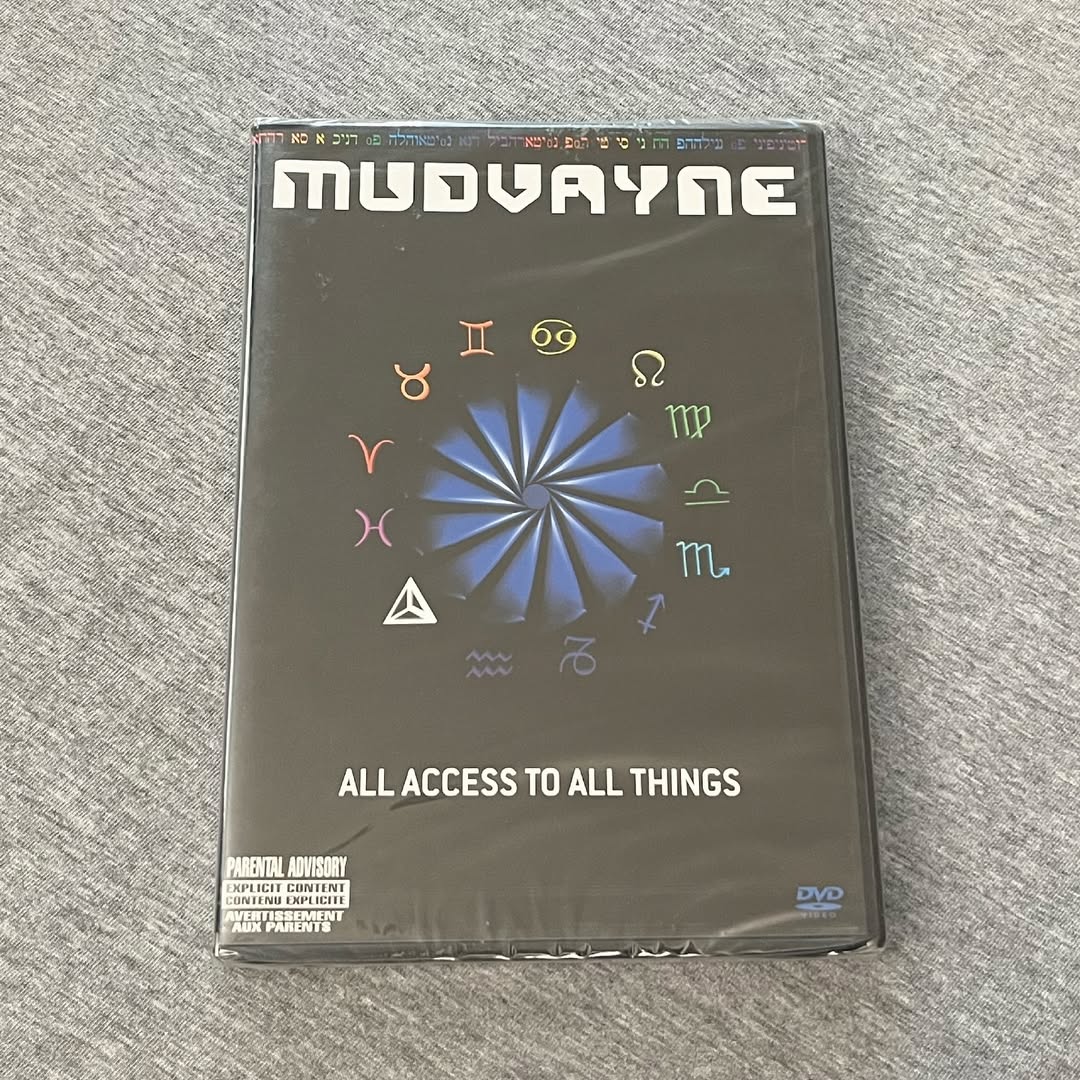 MUDVAYNE
ALL ACCESS TO ALL THINGS
PARENTAL ADVISORY
EXPLICIT CONTENT
CONTENU EXPLICITE
AVERTISSEMENT
AUX PARENTS
DVD
VIDEO